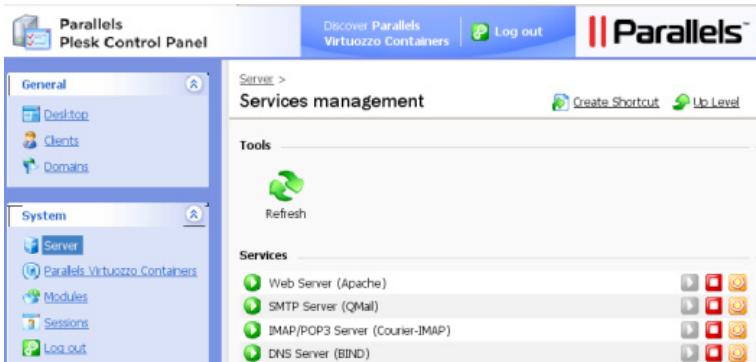 Parallels
Plesk Control Panel
Discover Parallels
Virtuozzo Containers
Log out
Parallels™
General
Desktop
Clients
Domains
System
Server
Parallels Virtuozzo Containers
Modules
Sessions
Log out
Server >
Services management
Create Shortcut
Up Level
Tools
Refresh
Services
Web Server (Apache)
SMTP Server (QMail)
IMAP/POP3 Server (Courier-IMAP)
DNS Server (BIND)